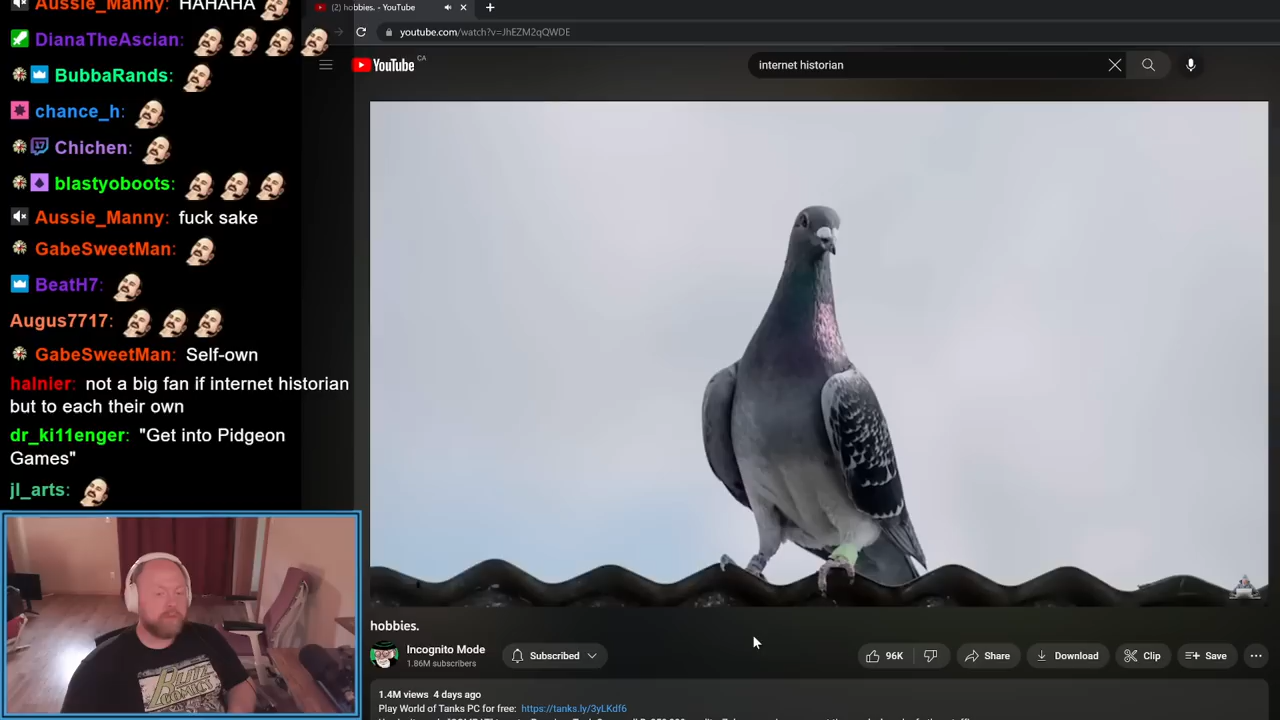 Aussie_Manny: HAHAHA
DianaTheAscian:
BubbaRands:
chance_h:
Chichen:
blastyoboots:
Aussie_Manny: fuck sake
GabeSweetMan:
BeatH7:
Augus7717:
GabeSweetMan: Self-own
halnier: not a big fan if internet historian
but to each their own
dr_ki11enger: "Get into Pidgeon
Games"
jl_arts:
(2) hobbies. - YouTube
youtube.com/watch?v=JhEZM2qQWDE
YouTube CA
internet historian
hobbies.
Incognito Mode
1.86M subscribers
Subscribed
96K
Share
Download
Clip
Save
1.4M views 4 days ago
Play World of Tanks PC for free: https://tanks.ly/3yLKdf6